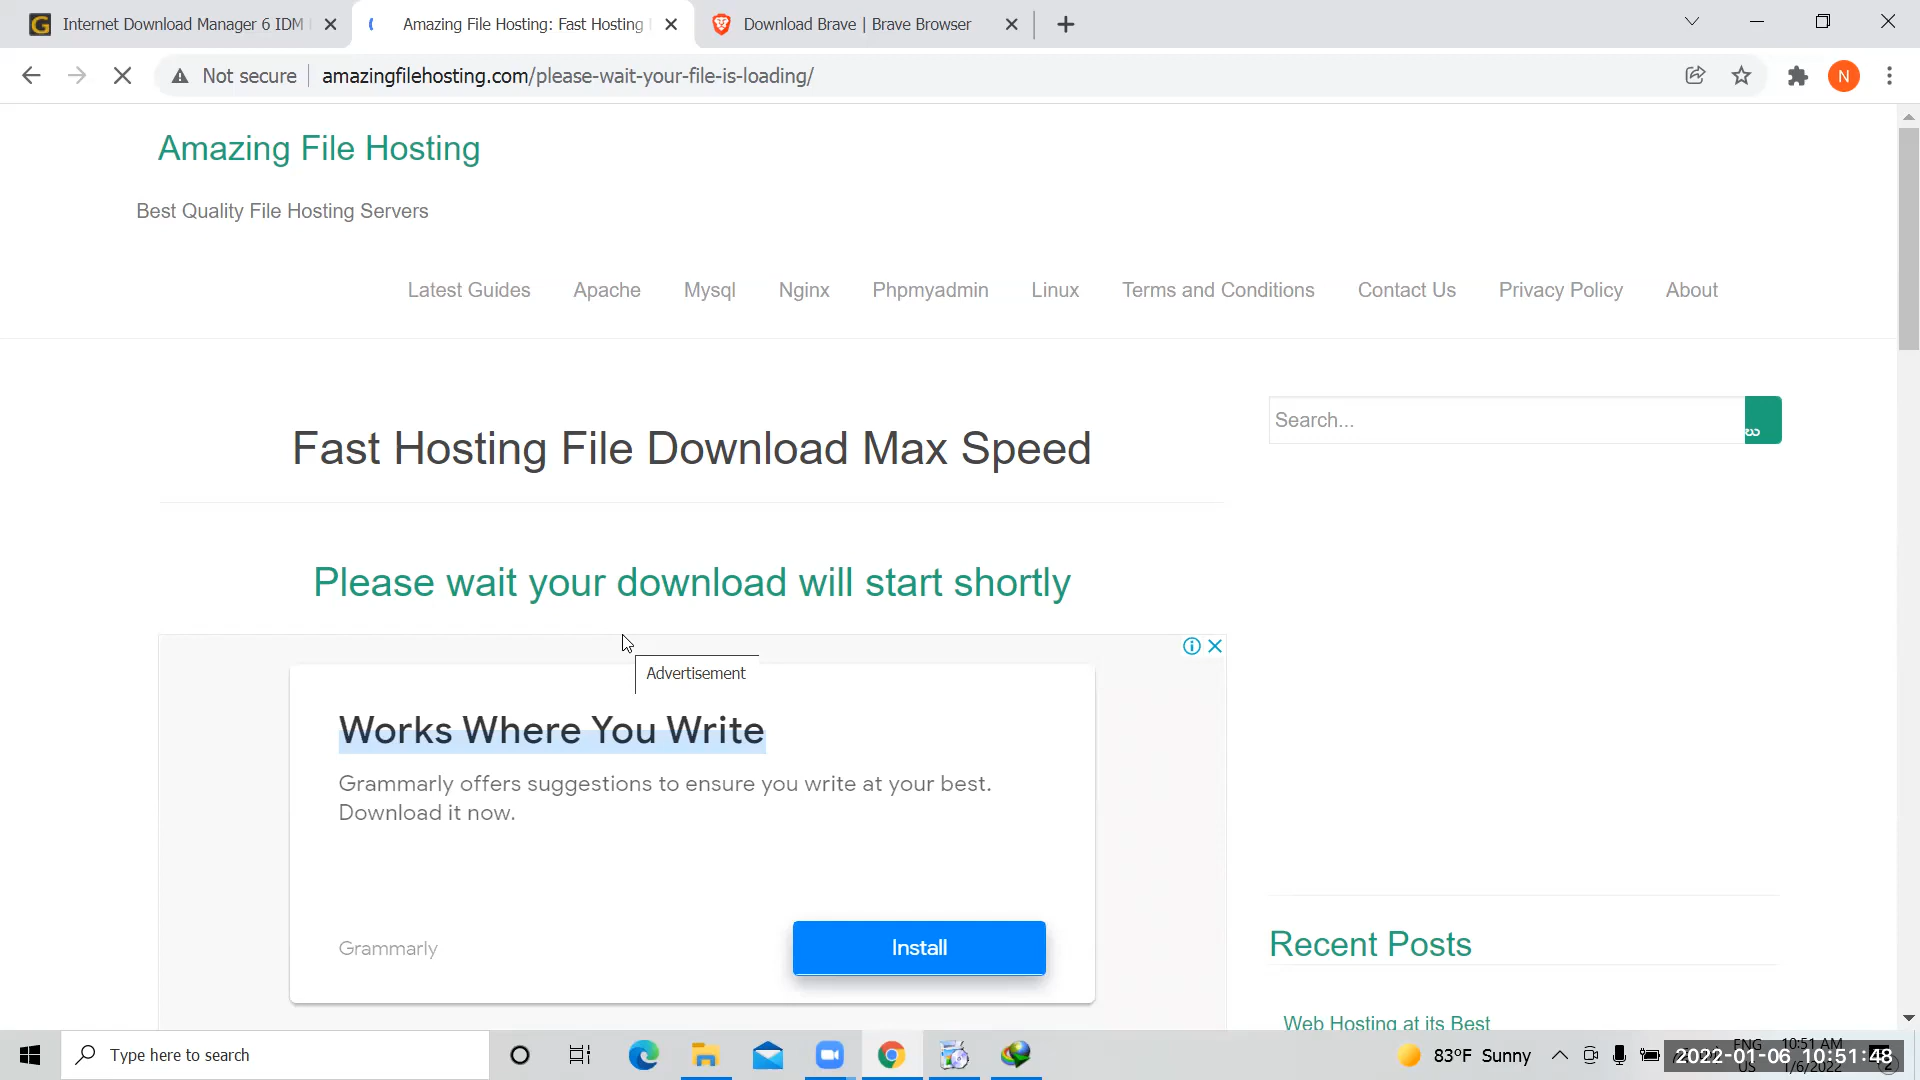 Internet Download Manager 6 IDM
Amazing File Hosting: Fast Hosting
Download Brave | Brave Browser
Not secure
amazingfilehosting.com/please-wait-your-file-is-loading/
N
Amazing File Hosting
Best Quality File Hosting Servers
Latest Guides Apache Mysql Nginx Phpmyadmin Linux Terms and Conditions Contact Us Privacy Policy About
Fast Hosting File Download Max Speed
Search...
Please wait your download will start shortly
Advertisement
Works Where You Write
Grammarly offers suggestions to ensure you write at your best.
Download it now.
Grammarly
Install
Recent Posts
Web Hosting at its Best
Type here to search
83°F Sunny
ENG
US
10:51 AM
1/6/2022
2022-01-06 10:51:48
2